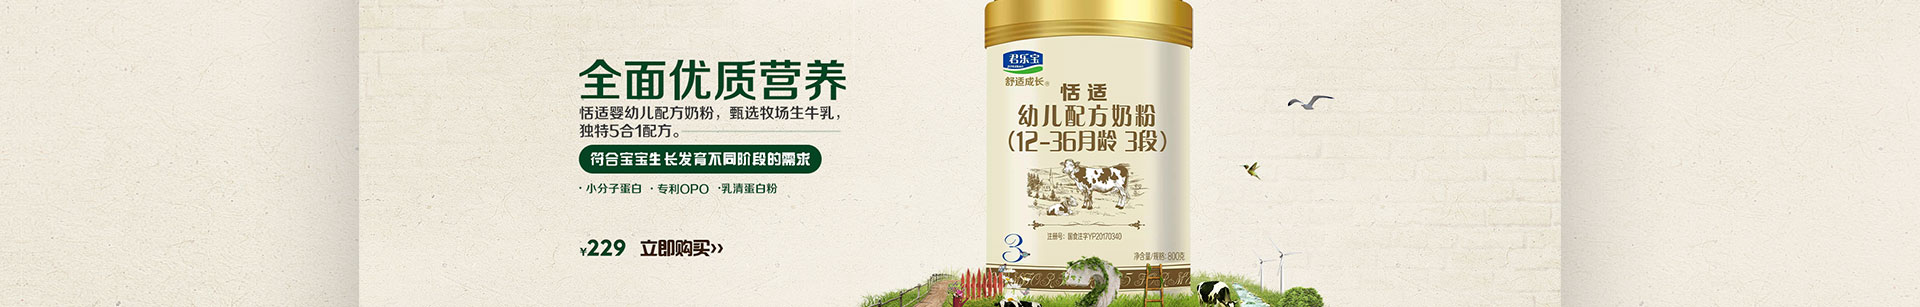 全面优质营养
恬适婴幼儿配方奶粉，甄选牧场生牛乳，
独特5合1配方。
符合宝宝生长发育不同阶段的需求
·小分子蛋白 ·专利OPO ·乳清蛋白粉
¥229 立即购买>>
君乐宝
舒适成长®
恬适
幼儿配方奶粉
(12-36月龄 3段)
注册号：国食注字YP20170340
3
净含量/规格：800克